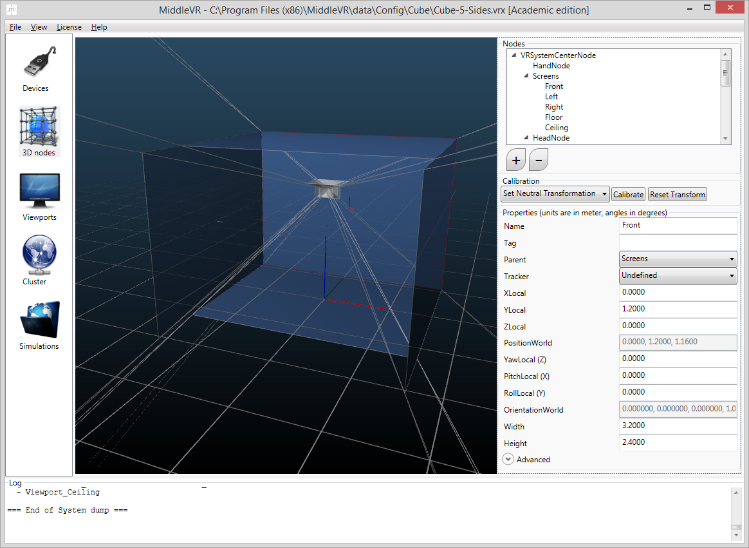 MiddleVR - C:\Program Files (x86)\MiddleVR\data\Config\Cube\Cube-5-Sides.vrx [Academic edition]
File View License Help
Devices
3D nodes
Viewports
Cluster
Simulations
Nodes
VRSystemCenterNode
HandNode
Screens
Front
Left
Right
Floor
Ceiling
HeadNode
+ −
Calibration
Set Neutral Transformation Calibrate Reset Transform
Properties (units are in meter, angles in degrees)
Name Front
Tag
Parent Screens
Tracker Undefined
XLocal 0.0000
YLocal 1.2000
ZLocal 0.0000
PositionWorld 0.0000, 1.2000, 1.1600
YawLocal (Z) 0.0000
PitchLocal (X) 0.0000
RollLocal (Y) 0.0000
OrientationWorld 0.000000, 0.000000, 0.000000, 1.0
Width 3.2000
Height 2.4000
Advanced
Log
- Viewport_Ceiling
=== End of System dump ===